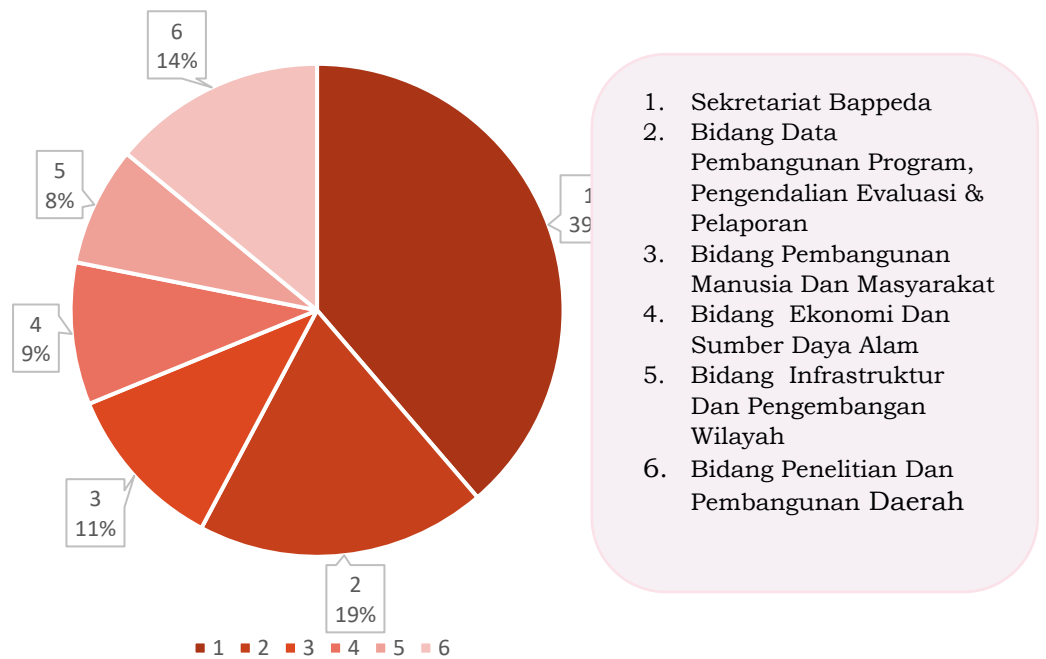 6
14%
5
8%
1
39
4
9%
3
11%
2
19%
1 2 3 4 5 6
1. Sekretariat Bappeda
2. Bidang Data
Pembangunan Program,
Pengendalian Evaluasi &
Pelaporan
3. Bidang Pembangunan
Manusia Dan Masyarakat
4. Bidang Ekonomi Dan
Sumber Daya Alam
5. Bidang Infrastruktur
Dan Pengembangan
Wilayah
6. Bidang Penelitian Dan
Pembangunan Daerah